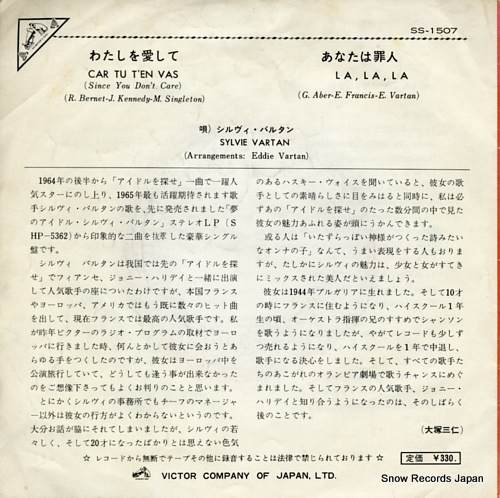 SS-1507
わたしを愛して
CAR TU T'EN VAS
(Since You Don't Care)
(R. Bernet-J. Kennedy-M. Singleton)
あなたは罪人
LA, LA, LA
(G. Aber-E. Francis-E. Vartan)
唄) シルヴィ・バルタン
SYLVIE VARTAN
(Arrangements: Eddie Vartan)
1964年の後半から「アイドルを探せ」一曲で一躍人
気スターにのし上り、1965年最も活躍期待されます歌
手シルヴィ・バルタンの歌を、先に発売されました「夢
のアイドル・シルヴィ・バルタン」ステレオLP(S
HP-5362)から印象的な二曲を抜萃した豪華シングル
盤です。
シルヴィ・バルタンは我国では先の「アイドルを探
せ」でフィアンセ、ジョニー・ハリデイと一緒に出演
して人気歌手の座についたわけですが、本国フランス
やヨーロッパ、アメリカではもう既に数々のヒット曲
を出して、現在フランスでは最高の人気歌手です。私
が昨年ビクターのラジオ・プログラムの取材でヨーロ
ッパに行きました時、何んとかして彼女に会おうとあ
らゆる手をつくしたのですが、彼女はヨーロッパ中を
公演旅行していて、どうしても逢う事が出来なかった
のをご想像下さってもよくお判りのことと思います。
とにかくシルヴィの事務所でもチーフのマネージャ
ー以外は彼女の行方がよくわからないというのです。
大分お話が脇にそれてしまいましたが、シルヴィの若
々しく、そして20才になったばかりとは思えない色気
のあるハスキー・ヴォイスを聞いていると、彼女の歌
手としての素晴らしさに目をみはると同時に、私は必
ずあの「アイドルを探せ」のたった数分間の中で見た
彼女の魅力あふれる姿が頭にうかんできます。
或る人は「いたずらっぽい神様がつくった詩みたい
なオンナの子」なんて、うまい表現をする人もおりま
すが、たしかにシルヴィの魅力は、少女と女がすてき
にミックスされた美人だといえましょう。
彼女は1944年ブルガリアに生れました。そして10才
の時にフランスに住むようになり、ハイスクール1年
生の頃、オーケストラ指揮の兄のすすめでシャンソン
を歌うようになりましたが、やがてレコードも少しず
つ売れるようになり、ハイスクールを1年で中退し、
歌手になる決心をしました。そして、すべての歌手た
ちのあこがれのオランピア劇場で歌うチャンスにめぐ
まれました。そしてフランスの人気歌手、ジョニー・
ハリデイと知り合うようになったのは、そのしばらく
後のことです。
(大塚三仁)
☆ レコードから無断でテープその他に録音することは法律で禁じられております ☆
定価 ¥330.
VICTOR COMPANY OF JAPAN, LTD.
Snow Records Japan